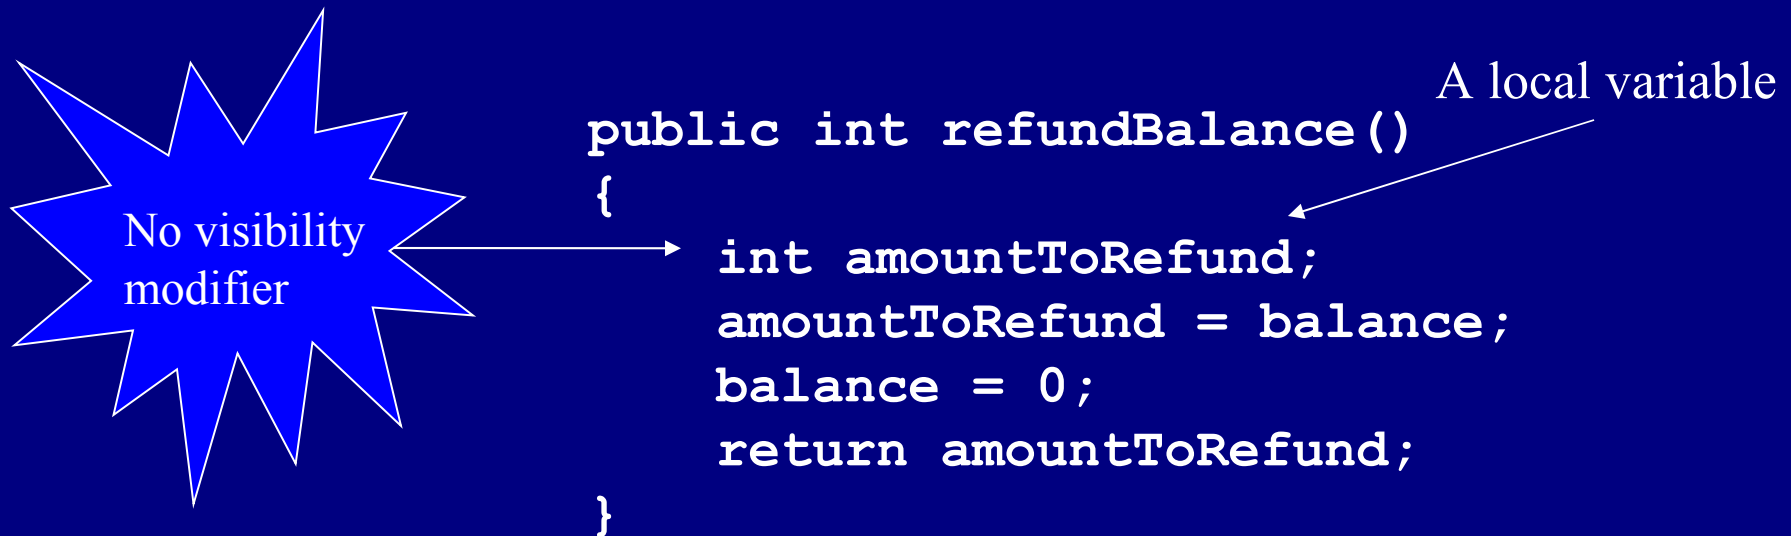 A local variable
public int refundBalance()
{
No visibility
modifier
int amountToRefund;
amountToRefund = balance;
balance = 0;
return amountToRefund;
}